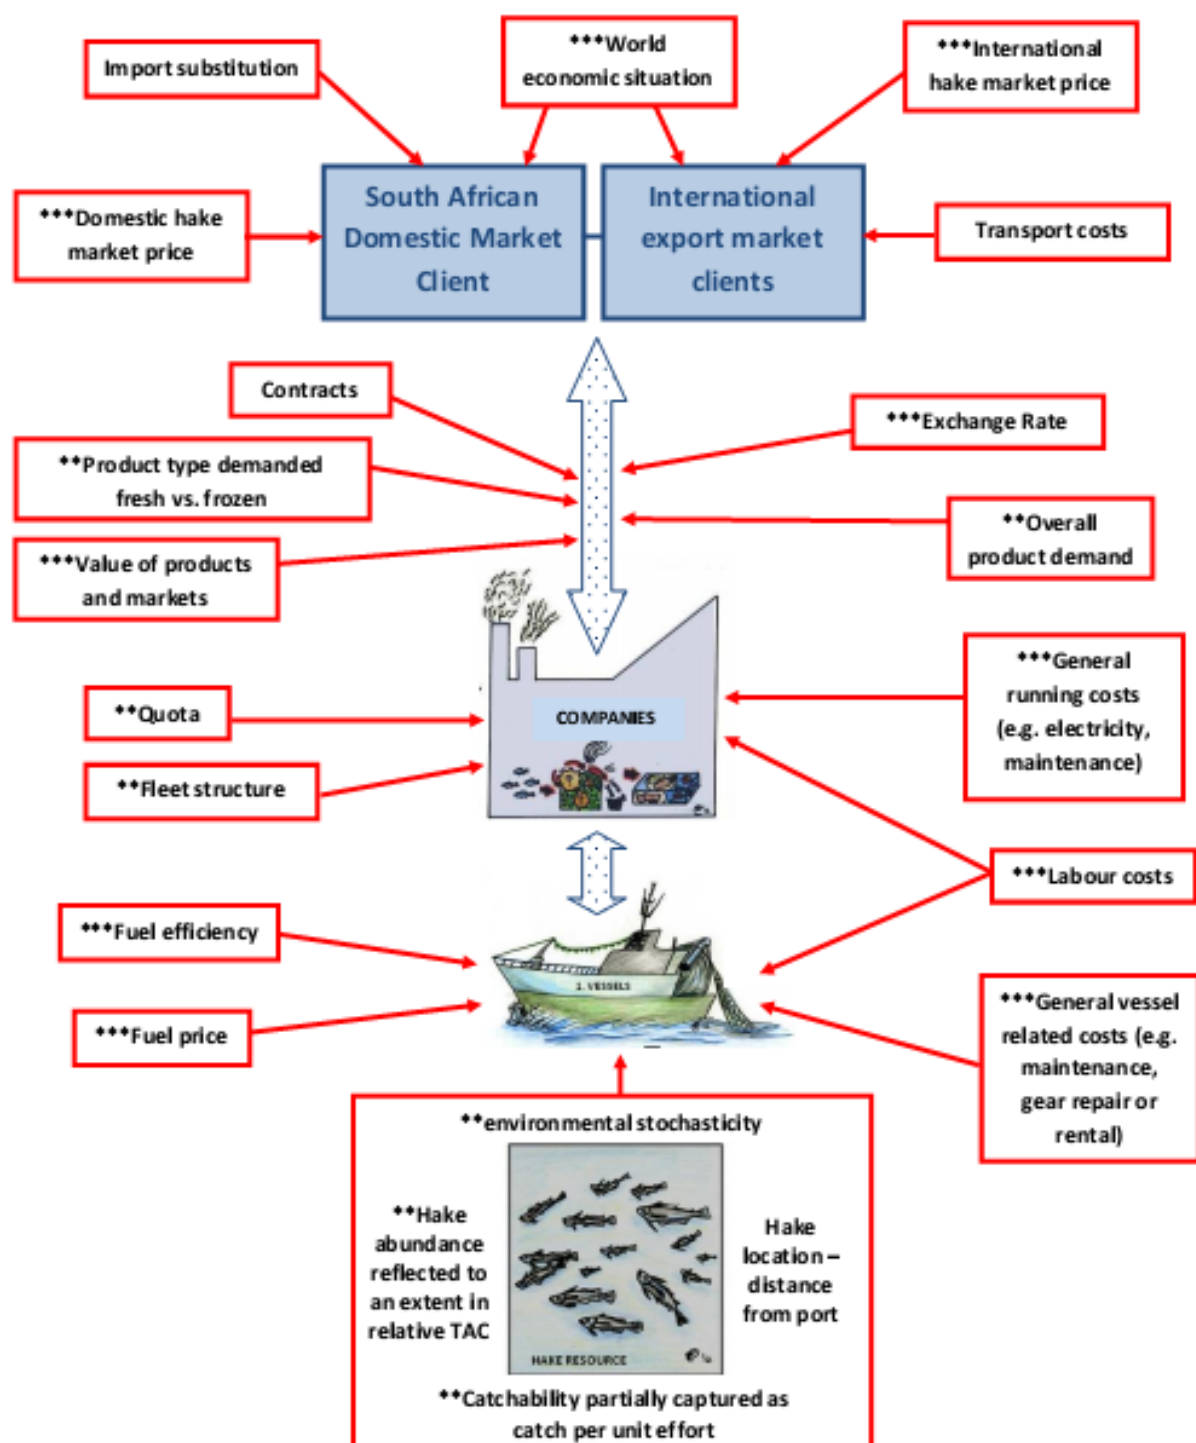 Import substitution
***World
economic situation
***International
hake market price
***Domestic hake
market price
South African
Domestic Market
Client
International
export market
clients
Transport costs
Contracts
***Exchange Rate
**Product type demanded
fresh vs. frozen
**Overall
product demand
***Value of products
and markets
***General
running costs
(e.g. electricity,
maintenance)
**Quota
COMPANIES
**Fleet structure
***Labour costs
***Fuel efficiency
2. VESSELS
***Fuel price
***General vessel
related costs (e.g.
maintenance,
gear repair or
rental)
**environmental stochasticity
**Hake
abundance
reflected to
an extent in
relative TAC
Hake
location –
distance
from port
HAKE RESOURCE
**Catchability partially captured as
catch per unit effort